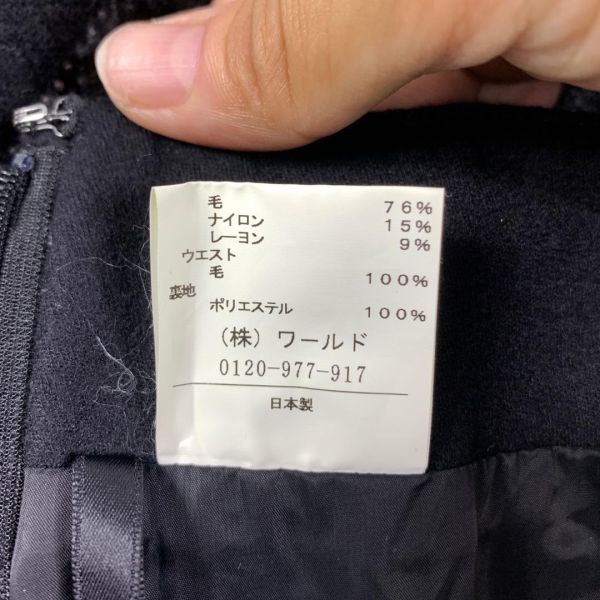 毛 76%
ナイロン 15%
レーヨン 9%
ウエスト
毛 100%
裏地
ポリエステル 100%
(株)ワールド
0120-977-917
日本製